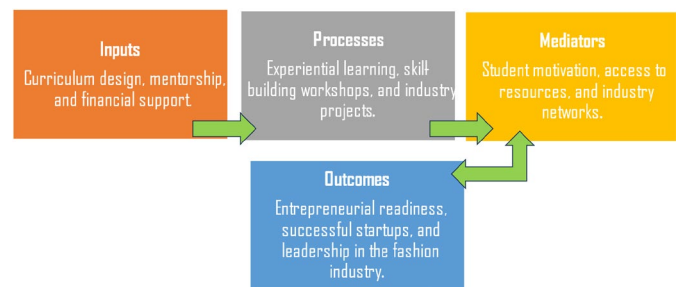 Inputs
Curriculum design, mentorship,
and financial support.
Processes
Experiential learning, skill-
building workshops, and industry
projects.
Mediators
Student motivation, access to
resources, and industry
networks.
Outcomes
Entrepreneurial readiness,
successful startups, and
leadership in the fashion
industry.